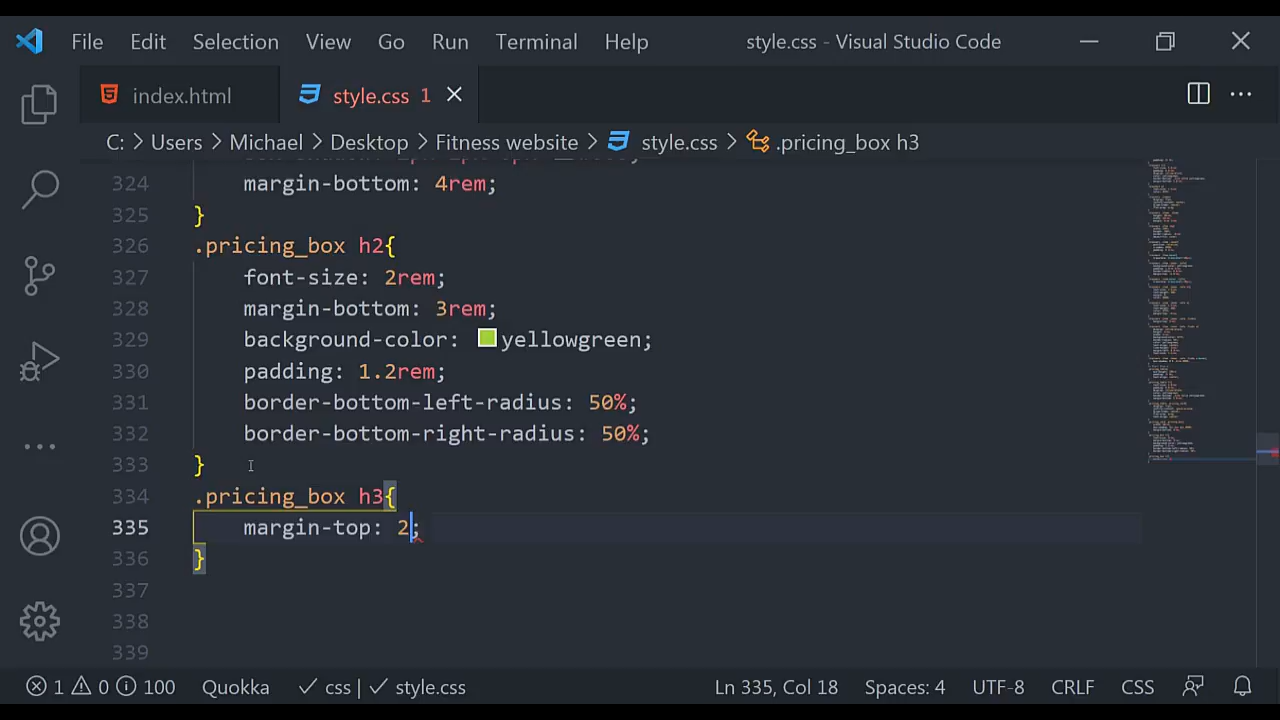 File Edit Selection View Go Run Terminal Help style.css - Visual Studio Code
index.html style.css 1
C: > Users > Michael > Desktop > Fitness website > style.css > .pricing_box h3
324 margin-bottom: 4rem;
325 }
326 .pricing_box h2{
327 font-size: 2rem;
328 margin-bottom: 3rem;
329 background-color: yellowgreen;
330 padding: 1.2rem;
331 border-bottom-left-radius: 50%;
332 border-bottom-right-radius: 50%;
333 }
334 .pricing_box h3{
335 margin-top: 2;
336 }
337
338
339
1 0 100 Quokka css | style.css Ln 335, Col 18 Spaces: 4 UTF-8 CRLF CSS